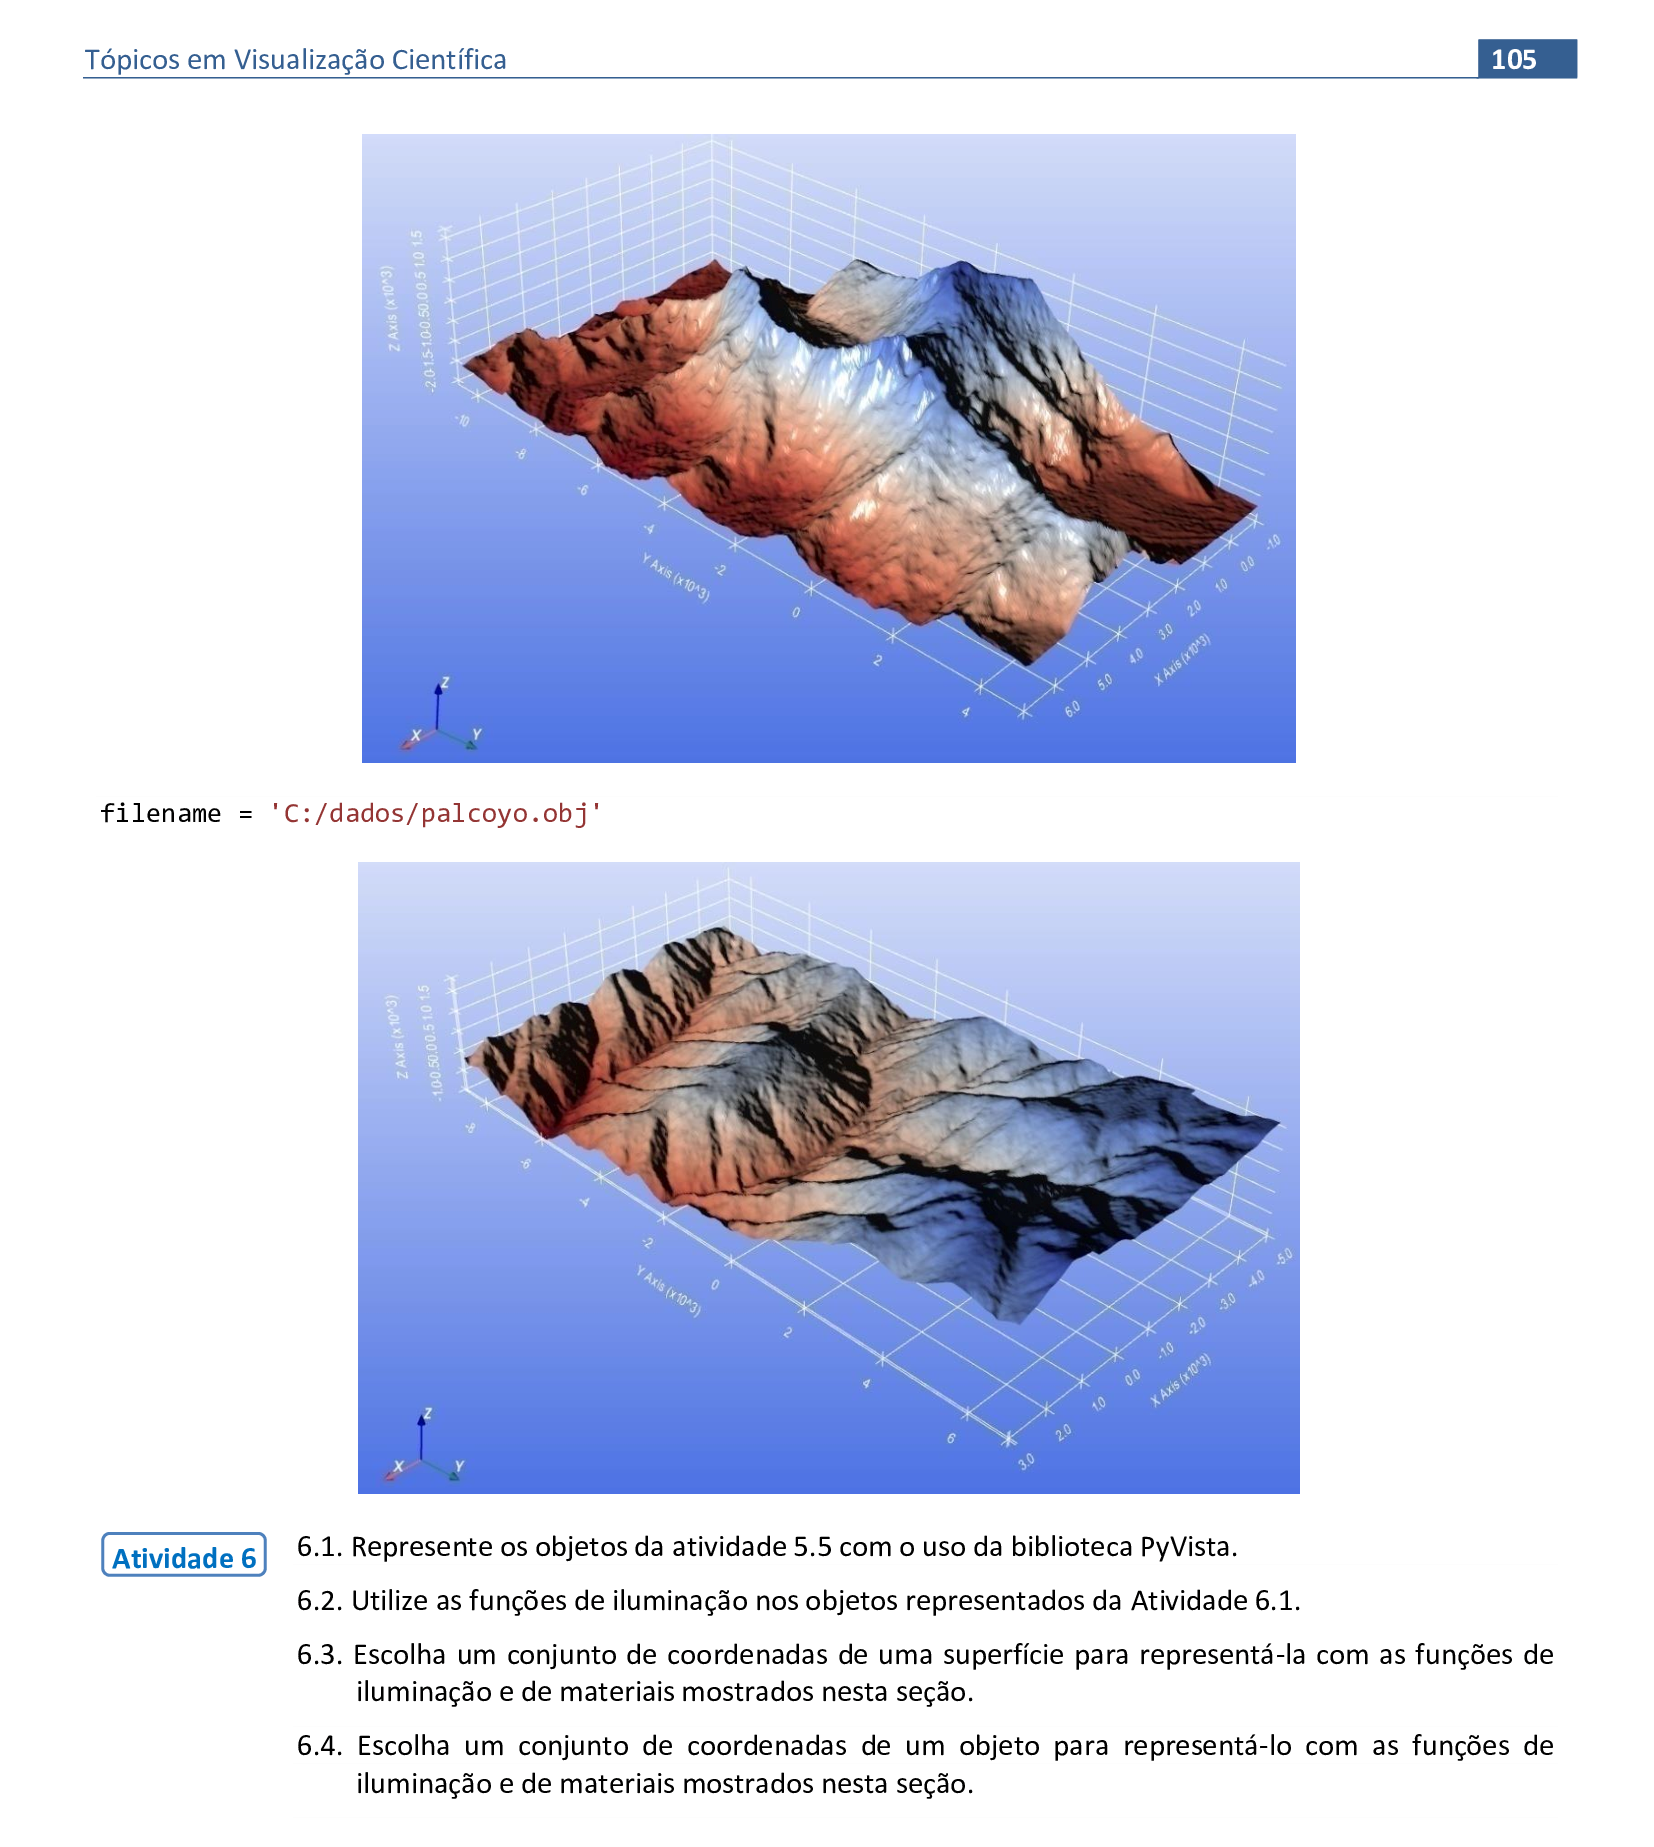 Tópicos em Visualização Científica
105
Z Axis (x10^3)
-2.0-1.5-1.0-0.50.00.5 1.0 1.5
-10
-8
-6
-4
-2
0
2
4
Y Axis (x10^3)
6.0
5.0
4.0
3.0
2.0
1.0
0.0
-1.0
X Axis (x10^3)
Z
X
Y
filename = 'C:/dados/palcoyo.obj'
Z Axis (x10^3)
-1.0-0.50.00.5 1.0 1.5
-8
-6
-4
-2
0
2
4
6
Y Axis (x10^3)
3.0
2.0
1.0
0.0
-1.0
-2.0
-3.0
-4.0
-5.0
X Axis (x10^3)
Z
X
Y
Atividade 6
6.1. Represente os objetos da atividade 5.5 com o uso da biblioteca PyVista.
6.2. Utilize as funções de iluminação nos objetos representados da Atividade 6.1.
6.3. Escolha um conjunto de coordenadas de uma superfície para representá-la com as funções de
iluminação e de materiais mostrados nesta seção.
6.4. Escolha um conjunto de coordenadas de um objeto para representá-lo com as funções de
iluminação e de materiais mostrados nesta seção.